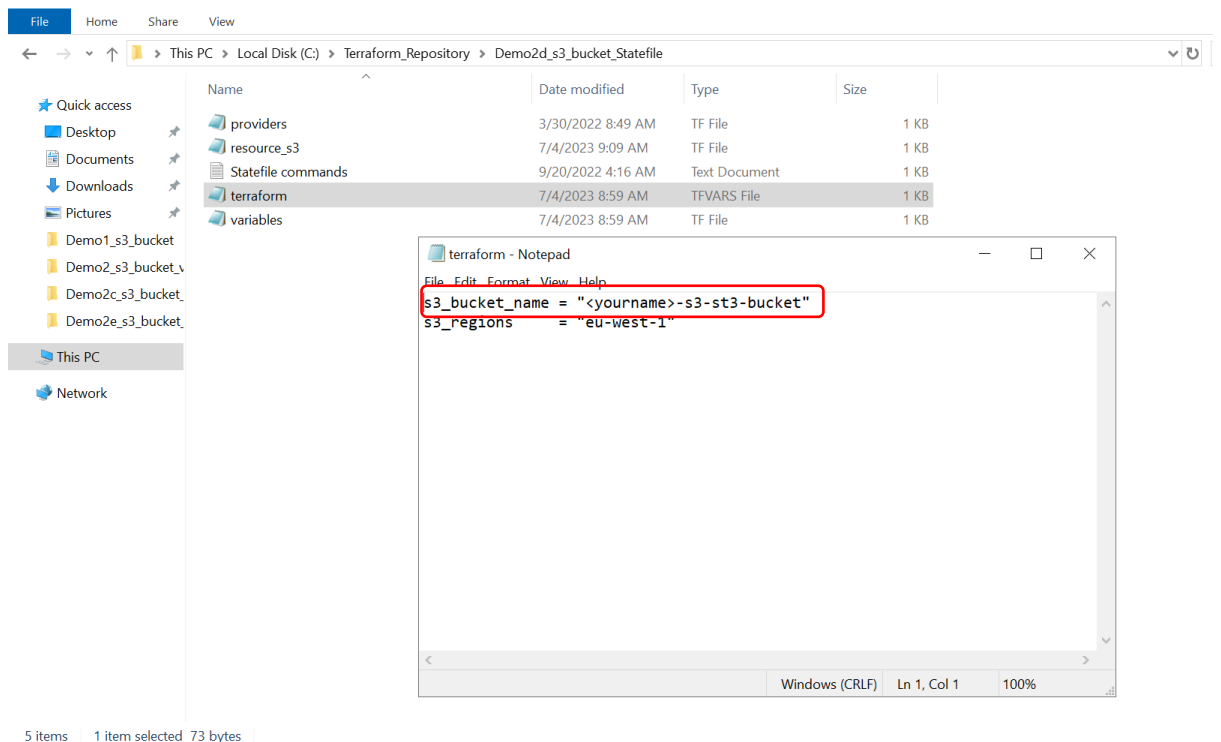 File Home Share View
This PC Local Disk (C:) Terraform_Repository Demo2d_s3_bucket_Statefile
Name Date modified Type Size
Quick access
Desktop
Documents
Downloads
Pictures
Demo1_s3_bucket
Demo2_s3_bucket_v
Demo2c_s3_bucket_
Demo2e_s3_bucket_
This PC
Network
providers 3/30/2022 8:49 AM TF File 1 KB
resource_s3 7/4/2023 9:09 AM TF File 1 KB
Statefile commands 9/20/2022 4:16 AM Text Document 1 KB
terraform 7/4/2023 8:59 AM TFVARS File 1 KB
variables 7/4/2023 8:59 AM TF File 1 KB
terraform - Notepad
File Edit Format View Help
s3_bucket_name = "<yourname>-s3-st3-bucket"
s3_regions     = "eu-west-1"
Windows (CRLF) Ln 1, Col 1 100%
5 items 1 item selected 73 bytes